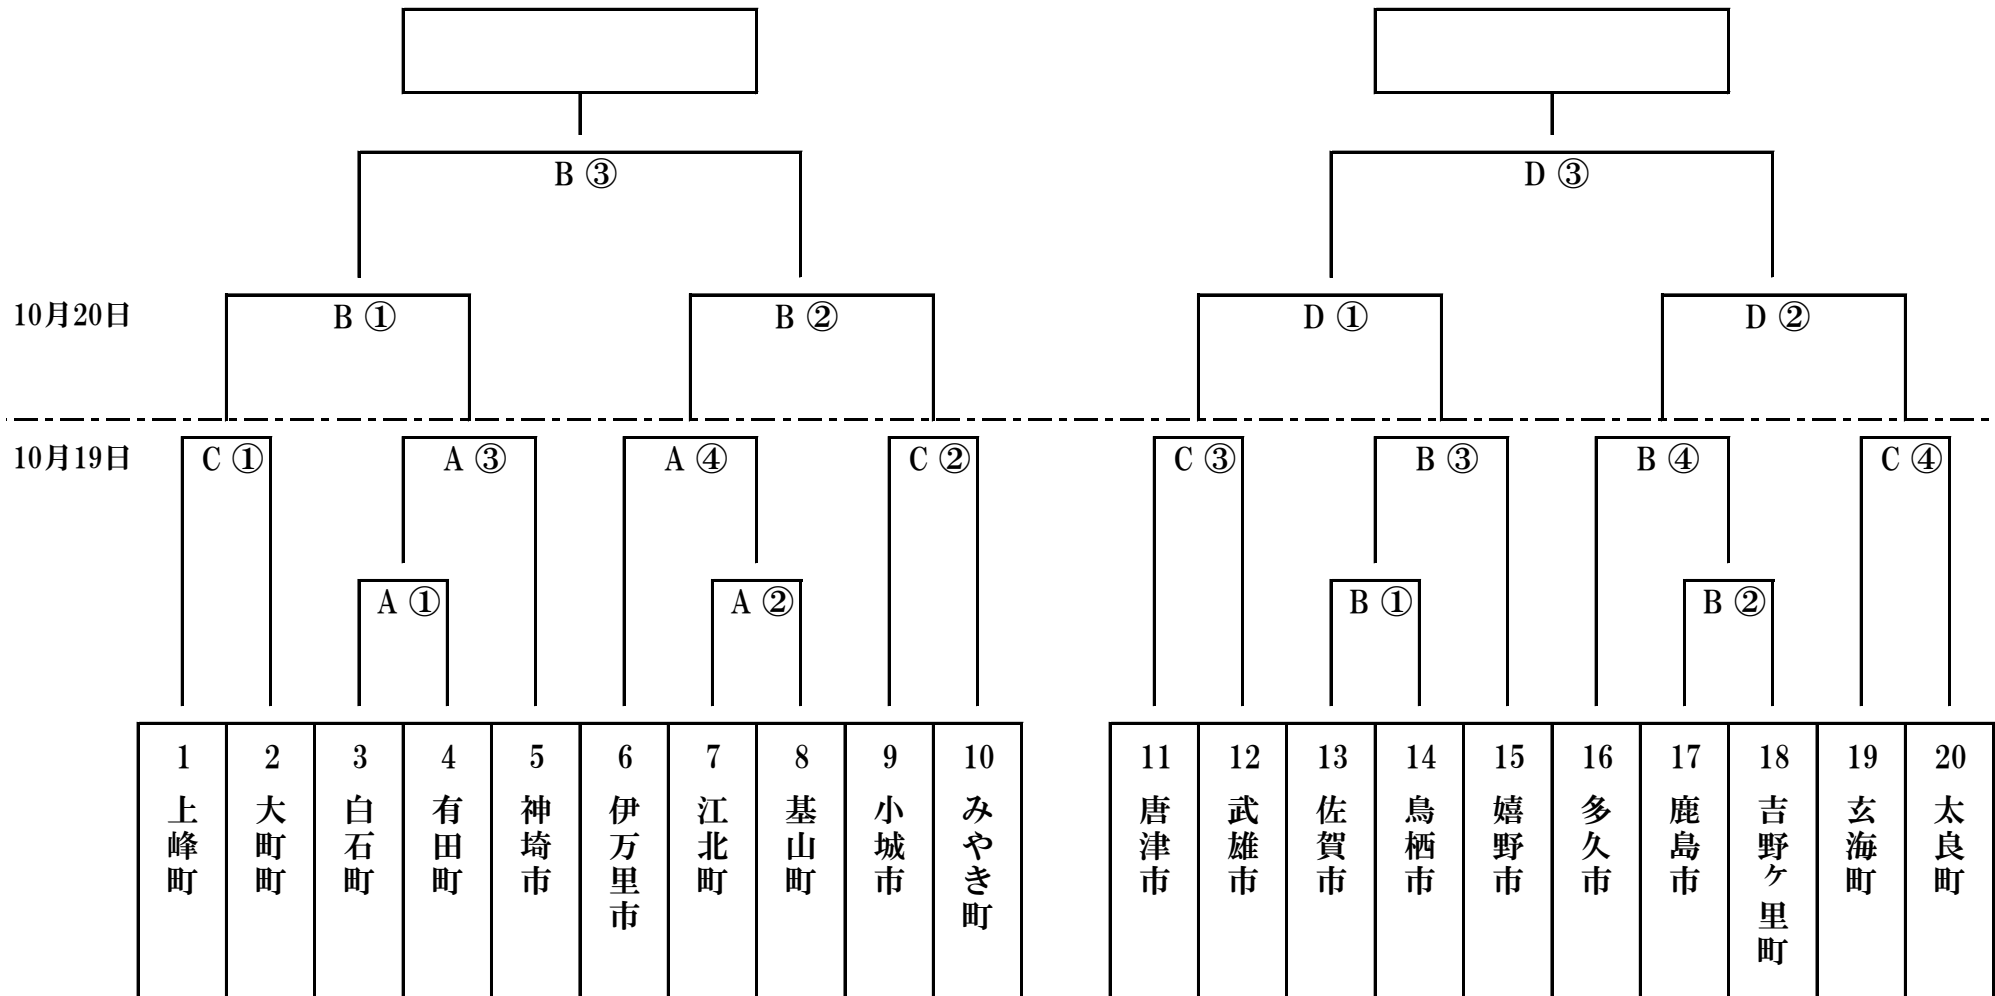 B ③
D ③
10月20日
B ①
B ②
D ①
D ②
10月19日
C ①
A ③
A ④
C ②
C ③
B ③
B ④
C ④
A ①
A ②
B ①
B ②
1 上峰町
2 大町町
3 白石町
4 有田町
5 神埼市
6 伊万里市
7 江北町
8 基山町
9 小城市
10 みやき町
11 唐津市
12 武雄市
13 佐賀市
14 鳥栖市
15 嬉野市
16 多久市
17 鹿島市
18 吉野ヶ里町
19 玄海町
20 太良町